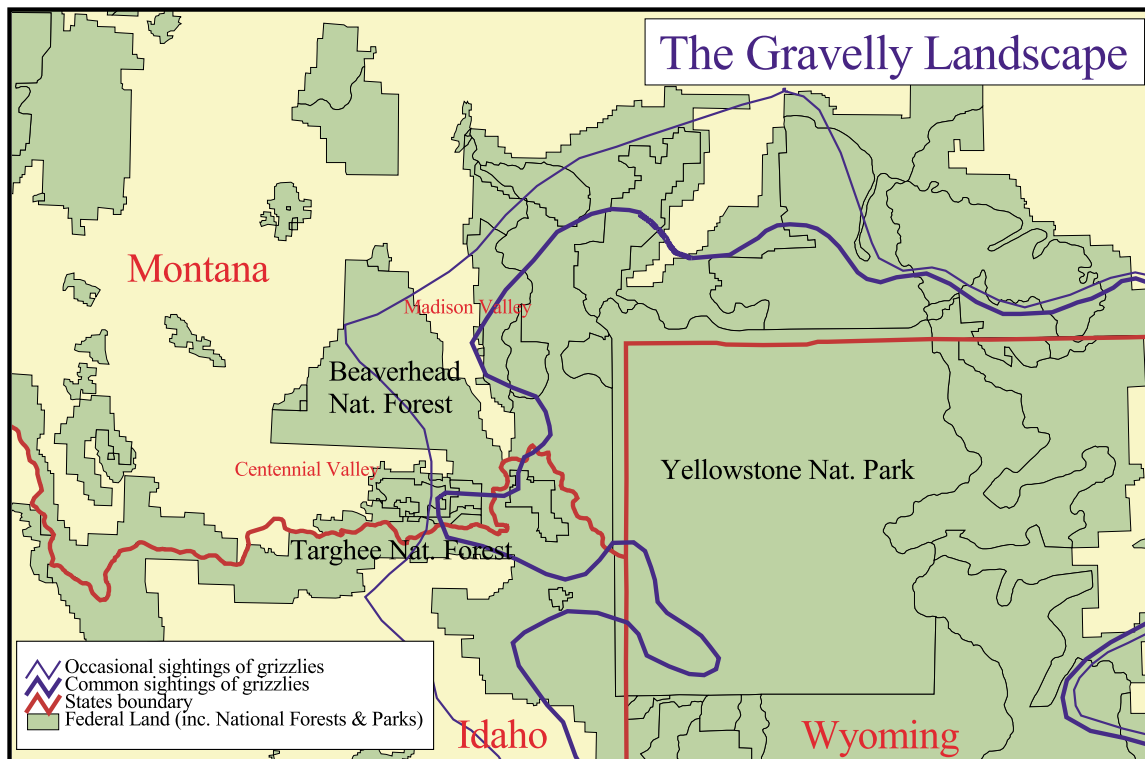 The Gravelly Landscape
Montana
Madison Valley
Beaverhead
Nat. Forest
Centennial Valley
Yellowstone Nat. Park
Targhee Nat. Forest
Occasional sightings of grizzlies
Common sightings of grizzlies
States boundary
Federal Land (inc. National Forests & Parks)
Idaho
Wyoming